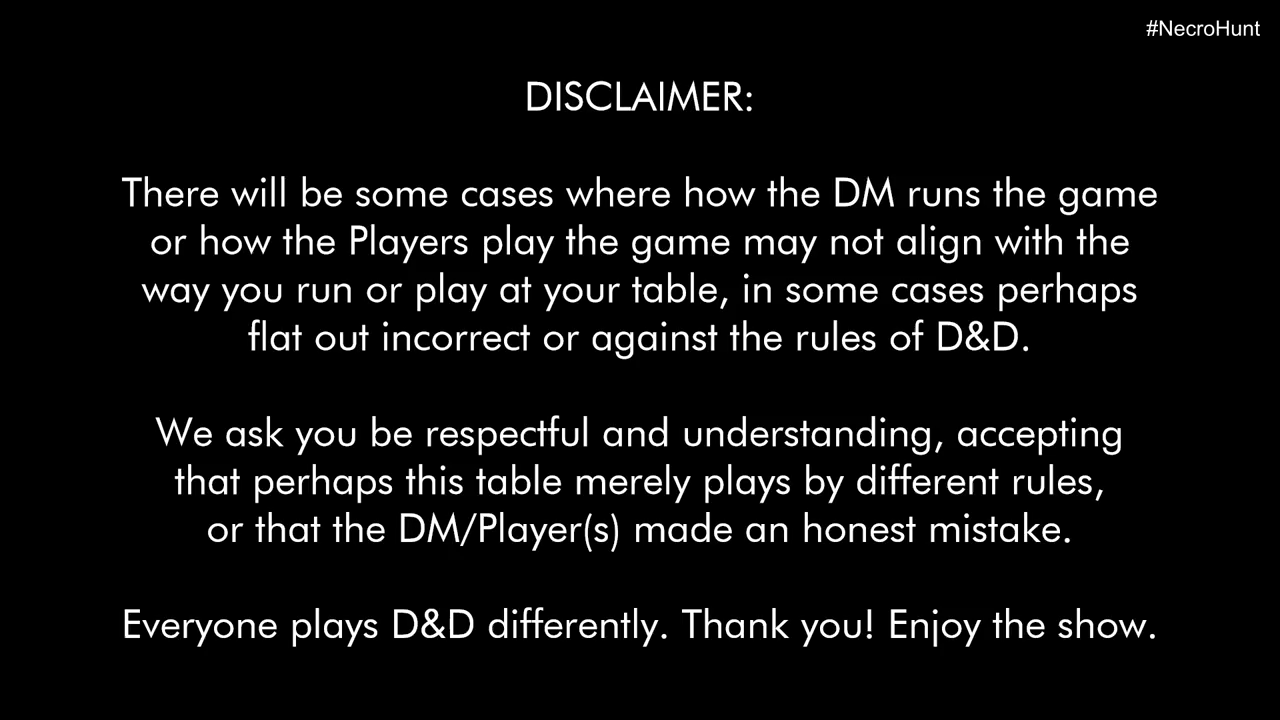 #NecroHunt
DISCLAIMER:
There will be some cases where how the DM runs the game
or how the Players play the game may not align with the
way you run or play at your table, in some cases perhaps
flat out incorrect or against the rules of D&D.
We ask you be respectful and understanding, accepting
that perhaps this table merely plays by different rules,
or that the DM/Player(s) made an honest mistake.
Everyone plays D&D differently. Thank you! Enjoy the show.